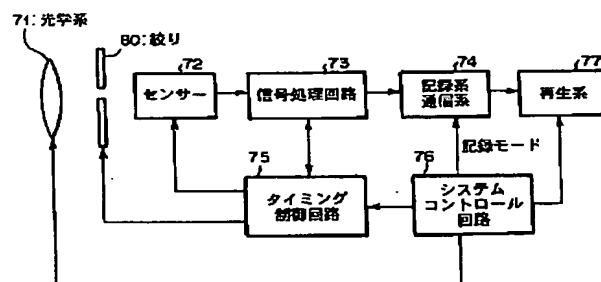 71:光学系
80:絞り
72
センサー
73
信号処理回路
74
記録系
通信系
77
再生系
記録モード
75
タイミング
制御回路
76
システム
コントロール
回路